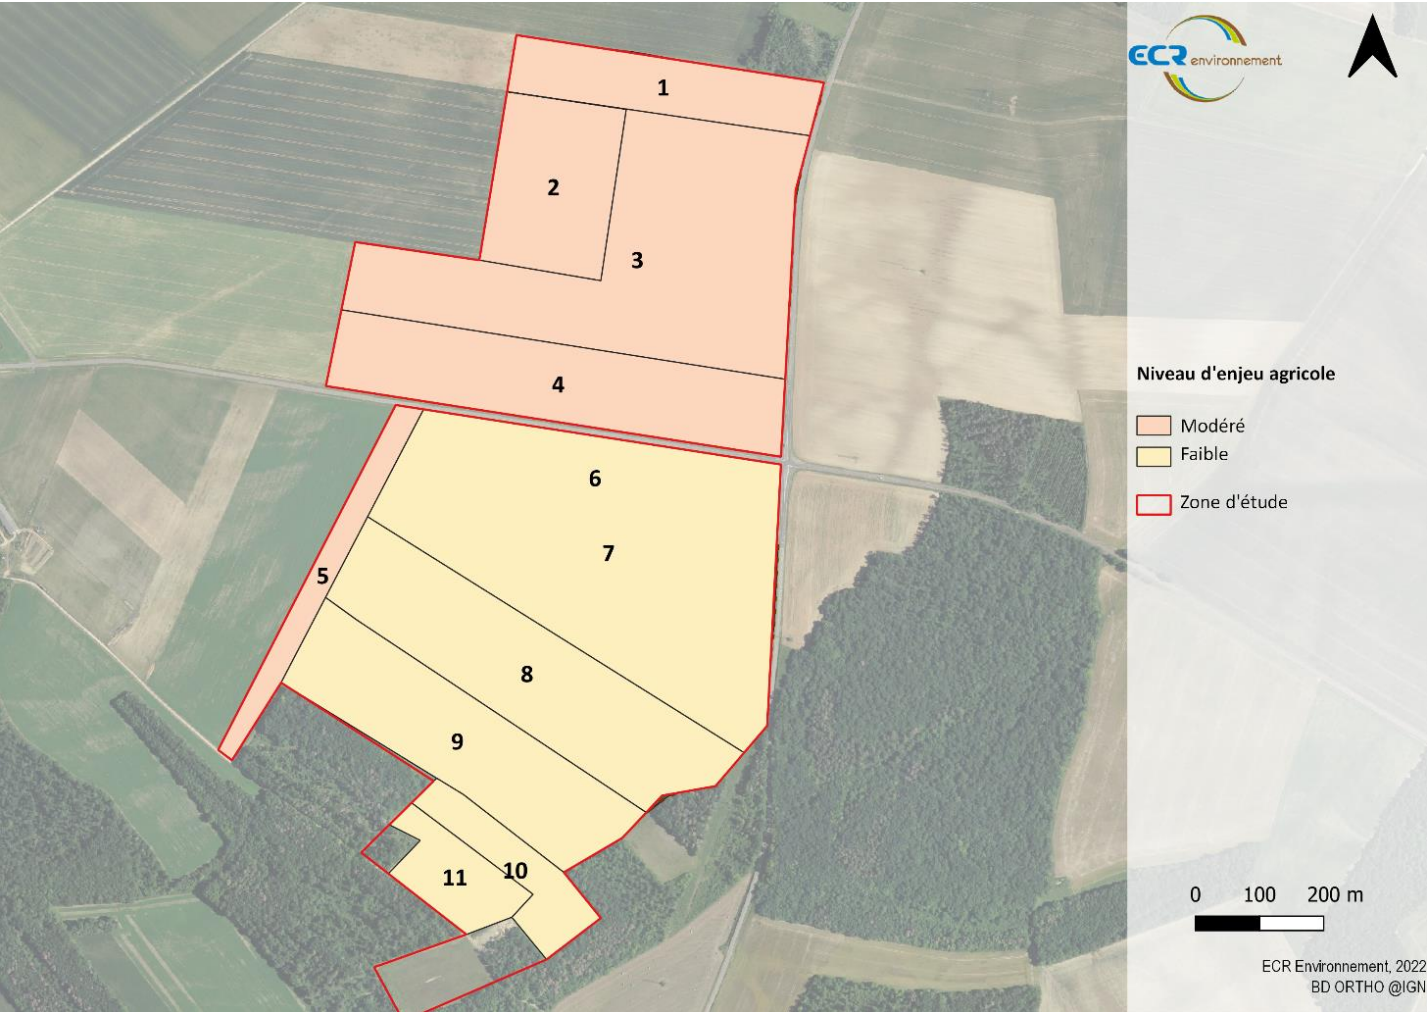 ECR environnement
1
2
3
4
5
6
7
8
9
10
11
Niveau d'enjeu agricole
Modéré
Faible
Zone d'étude
0 100 200 m
ECR Environnement, 2022
BD ORTHO @IGN